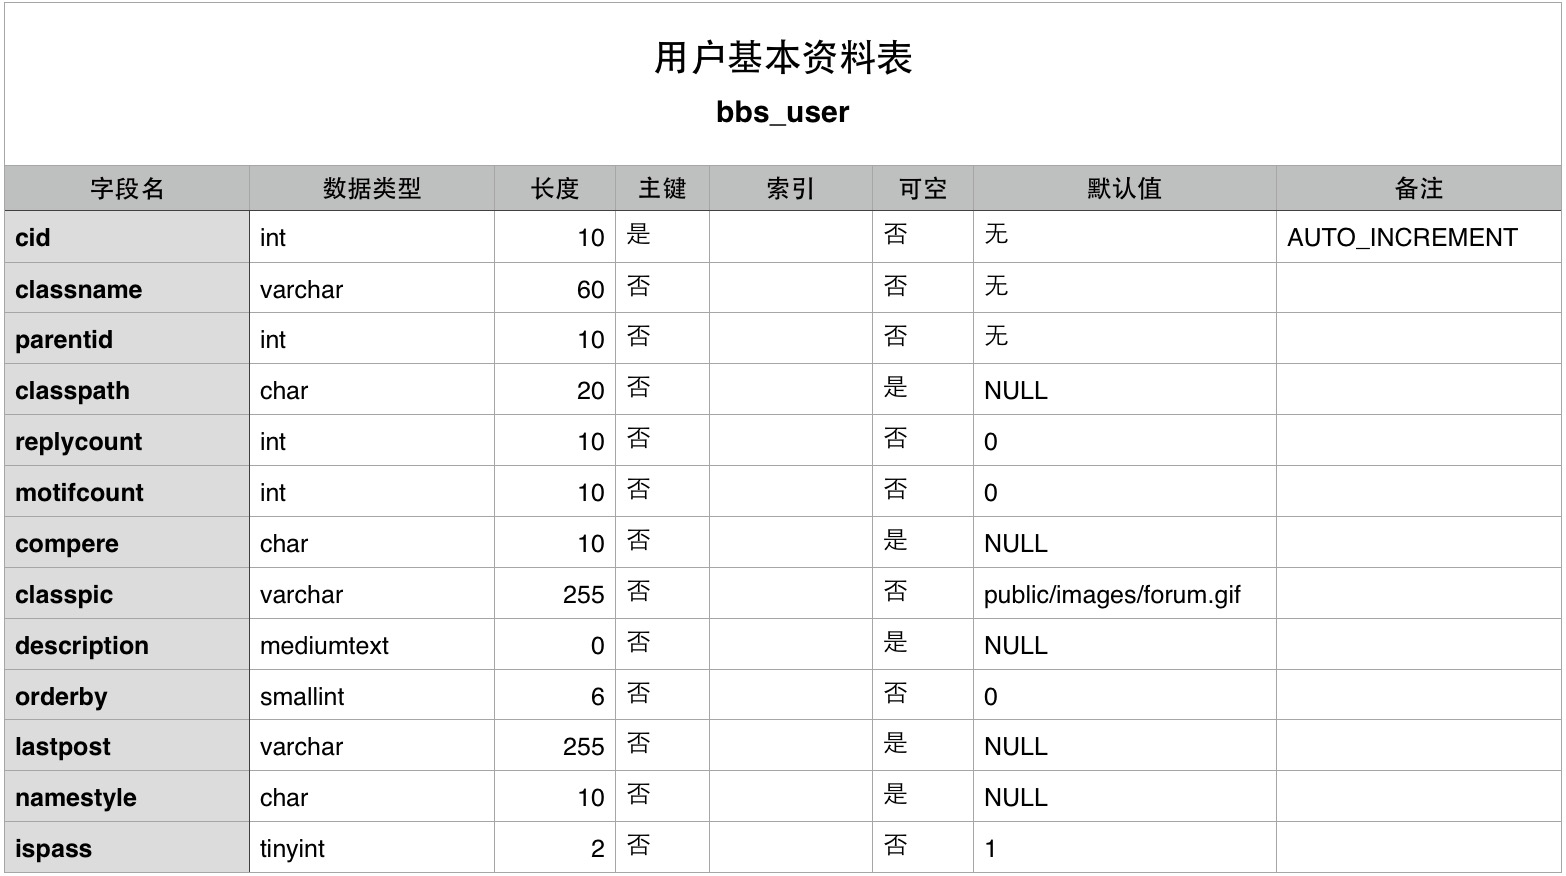 用户基本资料表
bbs_user
字段名 数据类型 长度 主键 索引 可空 默认值 备注
cid int 10 是 否 无 AUTO_INCREMENT
classname varchar 60 否 否 无
parentid int 10 否 否 无
classpath char 20 否 是 NULL
replycount int 10 否 否 0
motifcount int 10 否 否 0
compere char 10 否 是 NULL
classpic varchar 255 否 否 public/images/forum.gif
description mediumtext 0 否 是 NULL
orderby smallint 6 否 否 0
lastpost varchar 255 否 是 NULL
namestyle char 10 否 是 NULL
ispass tinyint 2 否 否 1